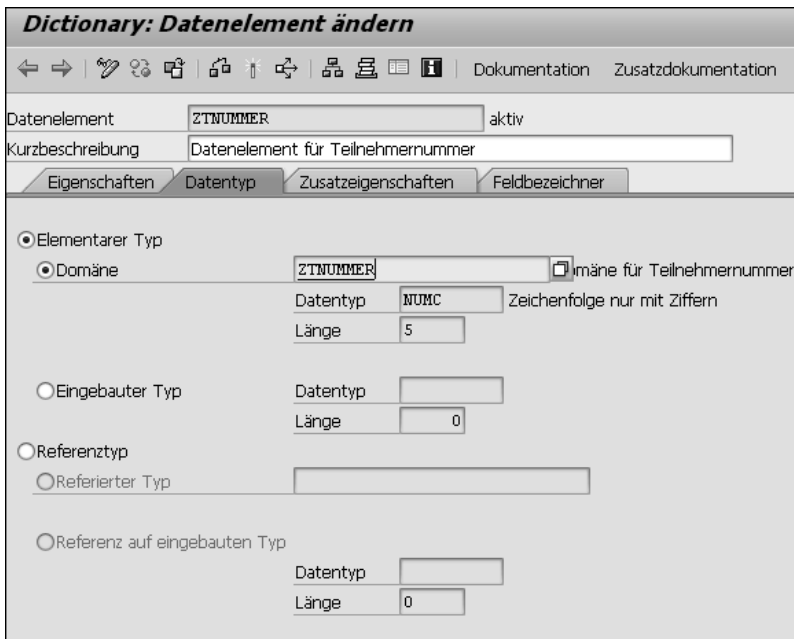 Dictionary: Datenelement ändern
Dokumentation Zusatzdokumentation
Datenelement ZTNUMMER aktiv
Kurzbeschreibung Datenelement für Teilnehmernummer
Eigenschaften Datentyp Zusatzeigenschaften Feldbezeichner
Elementarer Typ
Domäne ZTNUMMER mäne für Teilnehmernummer
Datentyp NUMC Zeichenfolge nur mit Ziffern
Länge 5
Eingebauter Typ Datentyp
Länge 0
Referenztyp
Referierter Typ
Referenz auf eingebauten Typ
Datentyp
Länge 0